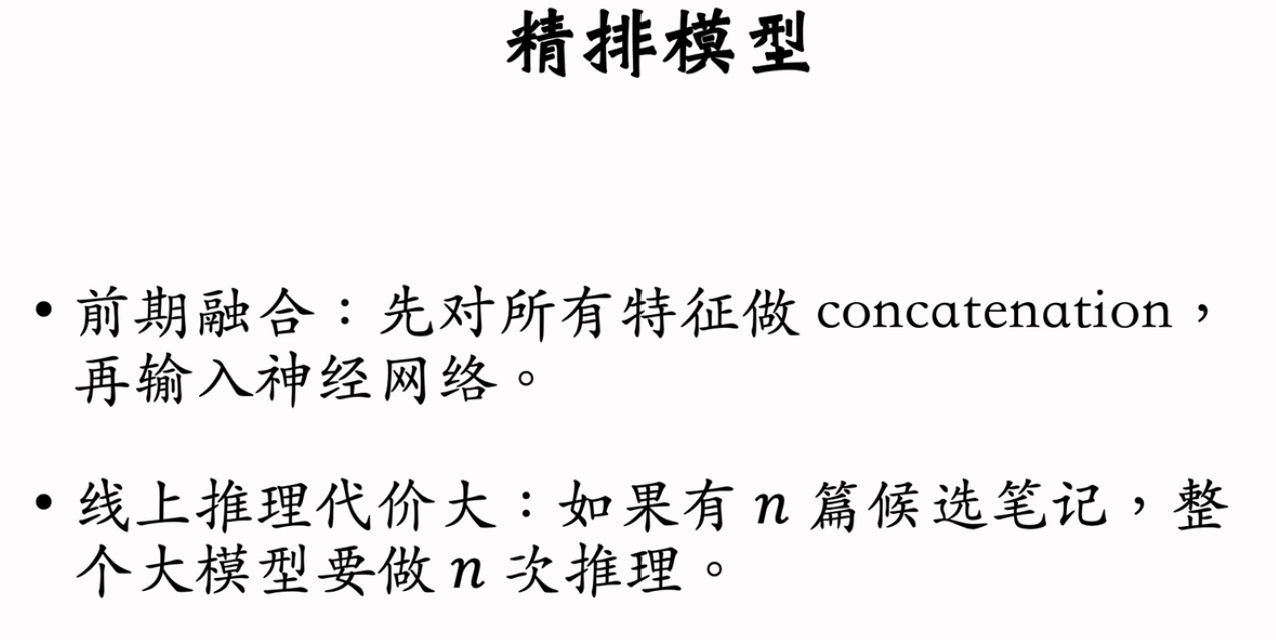 精排模型
• 前期融合：先对所有特征做 concatenation，
再输入神经网络。
• 线上推理代价大：如果有 n 篇候选笔记，整
个大模型要做 n 次推理。